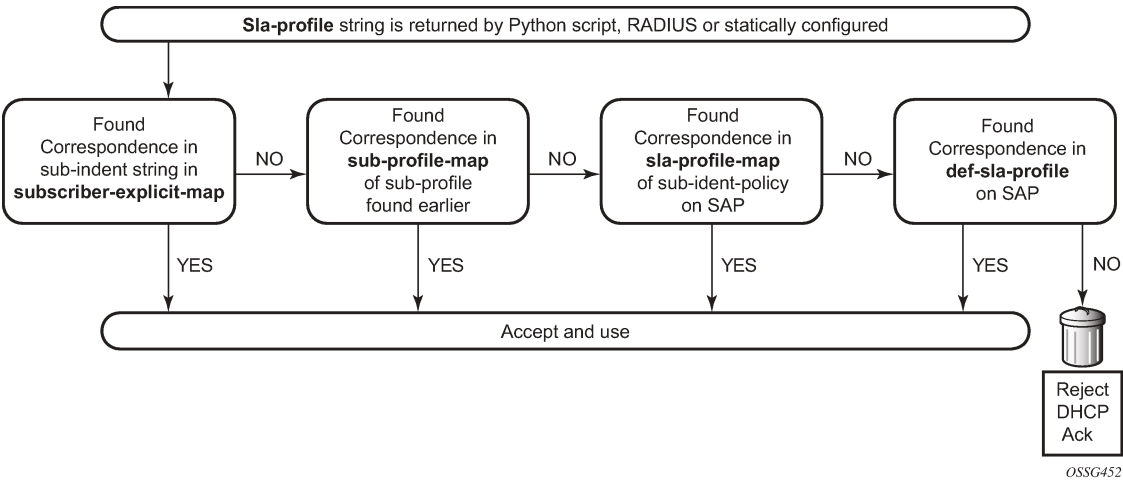 Sla-profile string is returned by Python script, RADIUS or statically configured
Found
Correspondence in
sub-indent string in
subscriber-explicit-map
NO
Found
Correspondence in
sub-profile-map
of sub-profile
found earlier
NO
Found
Correspondence in
sla-profile-map
of sub-ident-policy
on SAP
NO
Found
Correspondence in
def-sla-profile
on SAP
YES
YES
YES
YES
NO
Accept and use
Reject
DHCP
Ack
OSSG452